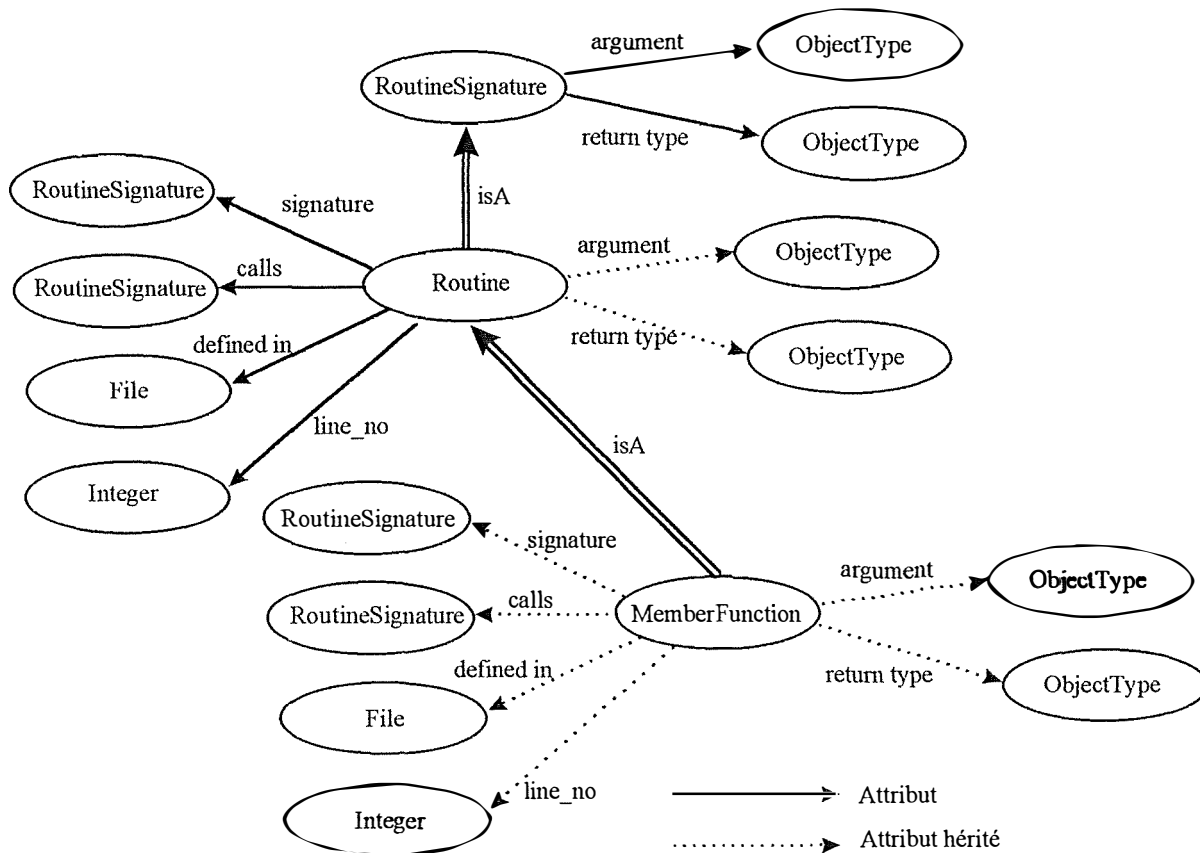 argument
ObjectType
RoutineSignature
return type
ObjectType
RoutineSignature
signature
isA
argument
ObjectType
calls
RoutineSignature
Routine
defined in
return type
ObjectType
File
line_no
isA
Integer
RoutineSignature
signature
argument
ObjectType
calls
RoutineSignature
MemberFunction
defined in
return type
ObjectType
File
line_no
Attribut
Integer
Attribut hérité